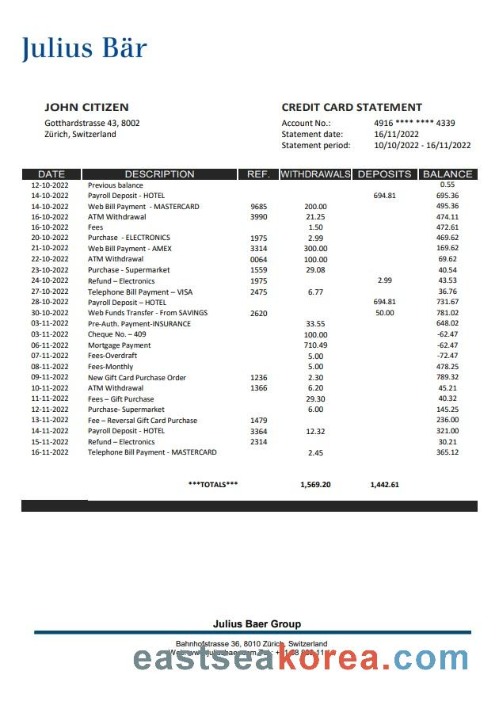 Julius Bär
JOHN CITIZEN
Gotthardstrasse 43, 8002
Zürich, Switzerland
CREDIT CARD STATEMENT
Account No.: 4916 **** **** 4339
Statement date: 16/11/2022
Statement period: 10/10/2022 - 16/11/2022
DATE DESCRIPTION REF. WITHDRAWALS DEPOSITS BALANCE
12-10-2022 Previous balance 0.55
14-10-2022 Payroll Deposit - HOTEL 694.81 695.36
14-10-2022 Web Bill Payment - MASTERCARD 9685 200.00 495.36
16-10-2022 ATM Withdrawal 3990 21.25 474.11
16-10-2022 Fees 1.50 472.61
20-10-2022 Purchase - ELECTRONICS 1975 2.99 469.62
21-10-2022 Web Bill Payment - AMEX 3314 300.00 169.62
22-10-2022 ATM Withdrawal 0064 100.00 69.62
23-10-2022 Purchase - Supermarket 1559 29.08 40.54
24-10-2022 Refund – Electronics 1975 2.99 43.53
27-10-2022 Telephone Bill Payment – VISA 2475 6.77 36.76
28-10-2022 Payroll Deposit – HOTEL 694.81 731.67
30-10-2022 Web Funds Transfer - From SAVINGS 2620 50.00 781.02
03-11-2022 Pre-Auth. Payment-INSURANCE 33.55 648.02
03-11-2022 Cheque No. – 409 100.00 -62.47
06-11-2022 Mortgage Payment 710.49 -62.47
07-11-2022 Fees-Overdraft 5.00 -72.47
08-11-2022 Fees-Monthly 5.00 478.25
09-11-2022 New Gift Card Purchase Order 1236 2.30 789.32
10-11-2022 ATM Withdrawal 1366 6.20 45.21
11-11-2022 Fees – Gift Purchase 29.30 40.32
12-11-2022 Purchase- Supermarket 6.00 145.25
13-11-2022 Fee – Reversal Gift Card Purchase 1479 236.00
14-11-2022 Payroll Deposit - HOTEL 3364 12.32 321.00
15-11-2022 Refund – Electronics 2314 30.21
16-11-2022 Telephone Bill Payment - MASTERCARD 2.45 365.12
***TOTALS*** 1,569.20 1,442.61
Julius Baer Group
Bahnhofstrasse 36, 8010 Zürich, Switzerland
eastseakorea.com